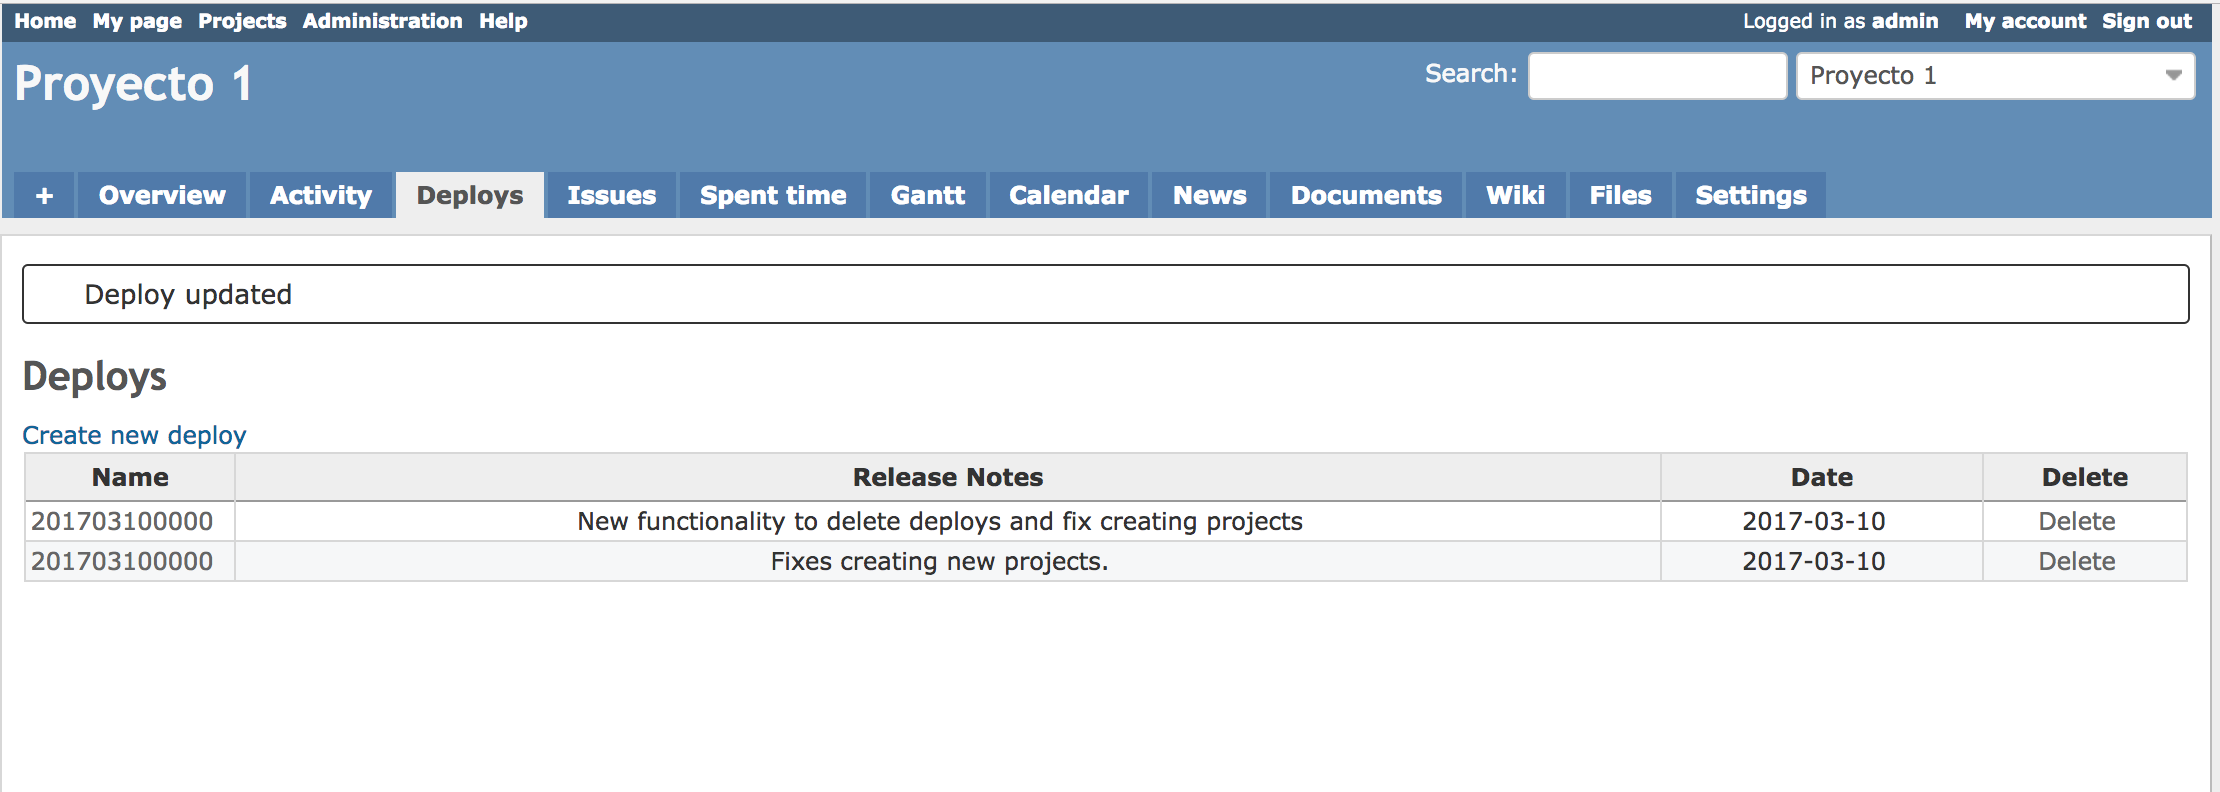 Home My page Projects Administration Help Logged in as admin My account Sign out
Proyecto 1 Search: Proyecto 1
+ Overview Activity Deploys Issues Spent time Gantt Calendar News Documents Wiki Files Settings
Deploy updated
Deploys
Create new deploy
Name Release Notes Date Delete
201703100000 New functionality to delete deploys and fix creating projects 2017-03-10 Delete
201703100000 Fixes creating new projects. 2017-03-10 Delete